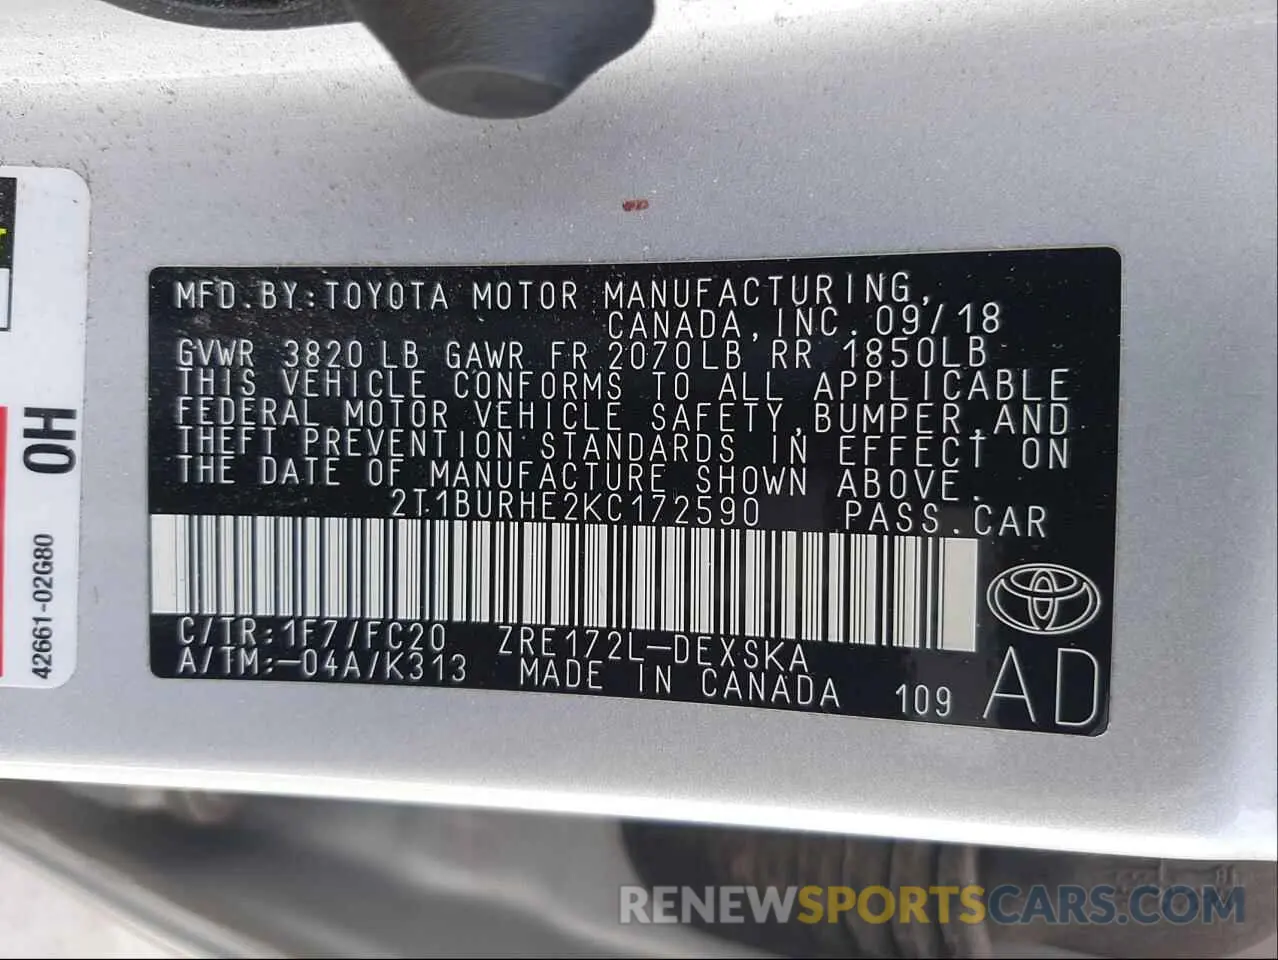 MFD.BY:TOYOTA MOTOR MANUFACTURING,
CANADA,INC. 09/18
GVWR 3820 LB GAWR FR 2070LB RR 1850LB
THIS VEHICLE CONFORMS TO ALL APPLICABLE
FEDERAL MOTOR VEHICLE SAFETY,BUMPER,AND
THEFT PREVENTION STANDARDS IN EFFECT ON
THE DATE OF MANUFACTURE SHOWN ABOVE.
2T1BURHE2KC172590 PASS.CAR
C/TR:1F7/FC20 ZRE172L-DEXSKA
A/TM:-04A/K313 MADE IN CANADA 109
AD
0H
42661-02G80
RENEWSPORTSCARS.COM